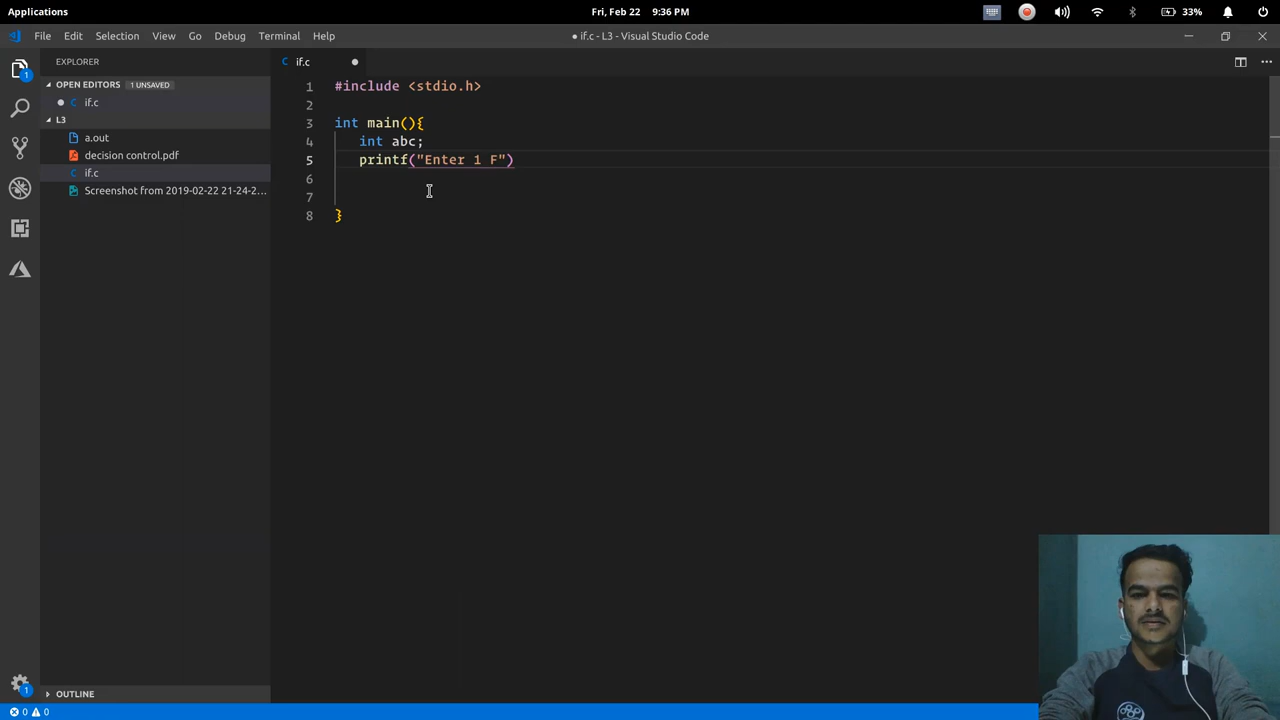 Applications
Fri, Feb 22 9:36 PM
33%
File Edit Selection View Go Debug Terminal Help
● if.c - L3 - Visual Studio Code
EXPLORER
C if.c
OPEN EDITORS 1 UNSAVED
C if.c
L3
a.out
decision control.pdf
C if.c
Screenshot from 2019-02-22 21-24-2...
1 #include <stdio.h>
2
3 int main(){
4 int abc;
5 printf("Enter 1 F")
6
7
8 }
1
1
OUTLINE
0 0